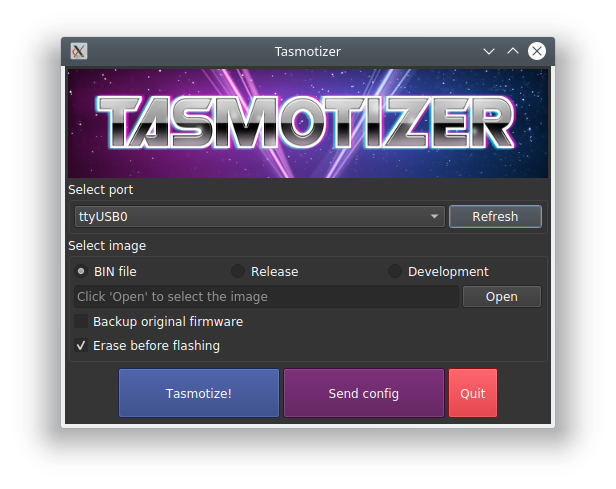 Tasmotizer
TASMOTIZER
Select port
ttyUSB0
Refresh
Select image
BIN file
Release
Development
Click 'Open' to select the image
Open
Backup original firmware
Erase before flashing
Tasmotize!
Send config
Quit